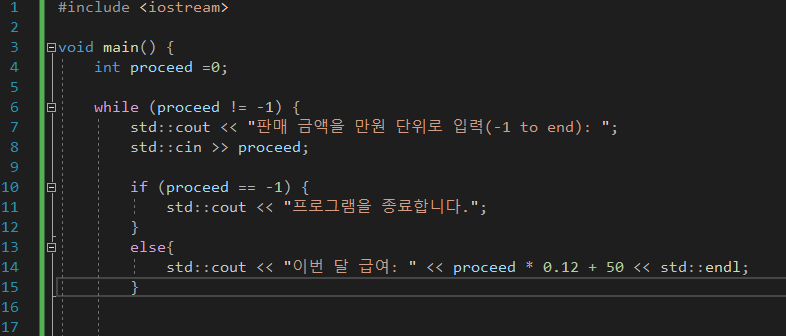 1 #include <iostream>
2
3 void main() {
4 int proceed =0;
5
6 while (proceed != -1) {
7 std::cout << "판매 금액을 만원 단위로 입력(-1 to end): ";
8 std::cin >> proceed;
9
10 if (proceed == -1) {
11 std::cout << "프로그램을 종료합니다.";
12 }
13 else{
14 std::cout << "이번 달 급여: " << proceed * 0.12 + 50 << std::endl;
15 }
16
17